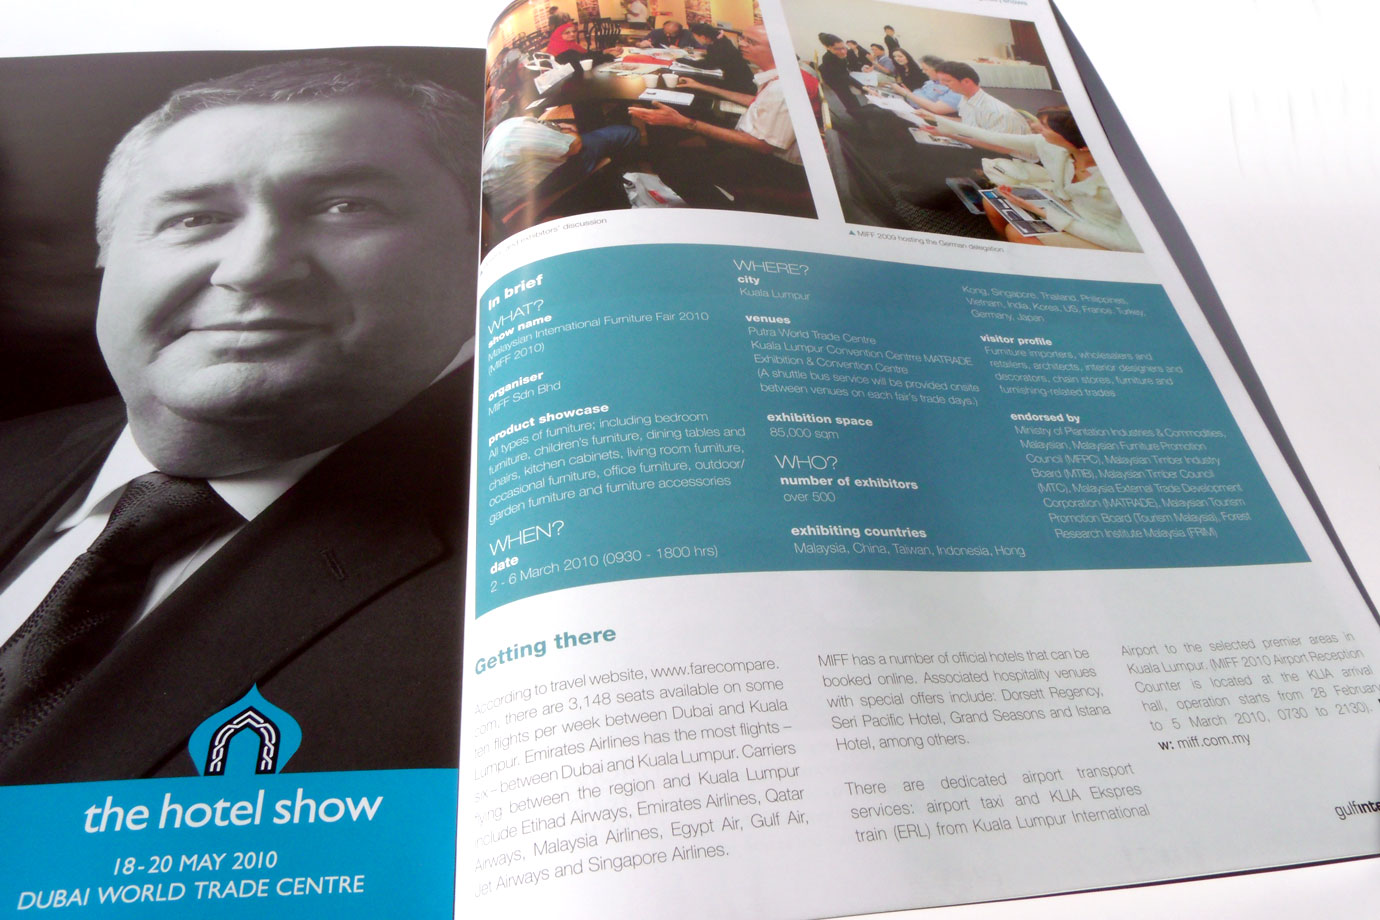 the hotel show
18-20 MAY 2010
DUBAI WORLD TRADE CENTRE
shows
exhibitors' discussion
▲ MIFF 2009 hosting the German delegation
In brief
WHAT?
show name
Malaysian International Furniture Fair 2010
(MIFF 2010)
organiser
MIFF Sdn Bhd
product showcase
All types of furniture; including bedroom
furniture, children's furniture, dining tables and
chairs, kitchen cabinets, living room furniture,
occasional furniture, office furniture, outdoor/
garden furniture and furniture accessories
WHEN?
date
2 - 6 March 2010 (0930 - 1800 hrs)
WHERE?
city
Kuala Lumpur
venues
Putra World Trade Centre
Kuala Lumpur Convention Centre MATRADE
Exhibition & Convention Centre
(A shuttle bus service will be provided onsite
between venues on each fair's trade days.)
exhibition space
85,000 sqm
WHO?
number of exhibitors
over 500
exhibiting countries
Malaysia, China, Taiwan, Indonesia, Hong
Kong, Singapore, Thailand, Philippines,
Vietnam, India, Korea, US, France, Turkey,
Germany, Japan
visitor profile
Furniture importers, wholesalers and
retailers, architects, interior designers and
decorators, chain stores, furniture and
furnishing-related trades
endorsed by
Ministry of Plantation Industries & Commodities,
Malaysian, Malaysian Furniture Promotion
Council (MFPC), Malaysian Timber Industry
Board (MTIB), Malaysian Timber Council
(MTC), Malaysia External Trade Development
Corporation (MATRADE), Malaysian Tourism
Promotion Board (Tourism Malaysia), Forest
Research Institute Malaysia (FRIM)
Getting there
According to travel website, www.farecompare.
com, there are 3,148 seats available on some
ten flights per week between Dubai and Kuala
Lumpur. Emirates Airlines has the most flights –
six – between Dubai and Kuala Lumpur. Carriers
flying between the region and Kuala Lumpur
include Etihad Airways, Emirates Airlines, Qatar
Airways, Malaysia Airlines, Egypt Air, Gulf Air,
Jet Airways and Singapore Airlines.
MIFF has a number of official hotels that can be
booked online. Associated hospitality venues
with special offers include: Dorsett Regency,
Seri Pacific Hotel, Grand Seasons and Istana
Hotel, among others.
There are dedicated airport transport
services: airport taxi and KLIA Ekspres
train (ERL) from Kuala Lumpur International
Airport to the selected premier areas in
Kuala Lumpur. (MIFF 2010 Airport Reception
Counter is located at the KLIA arrival
hall, operation starts from 28 February
to 5 March 2010, 0730 to 2130).
w: miff.com.my
gulfinte